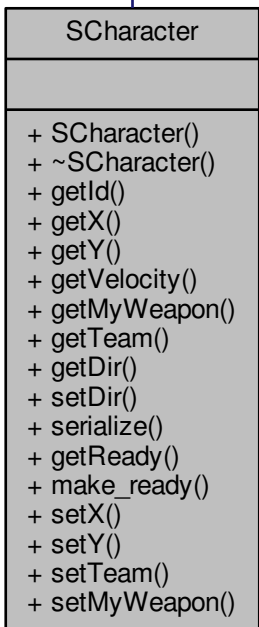 SCharacter
+ SCharacter()
+ ~SCharacter()
+ getId()
+ getX()
+ getY()
+ getVelocity()
+ getMyWeapon()
+ getTeam()
+ getDir()
+ setDir()
+ serialize()
+ getReady()
+ make_ready()
+ setX()
+ setY()
+ setTeam()
+ setMyWeapon()